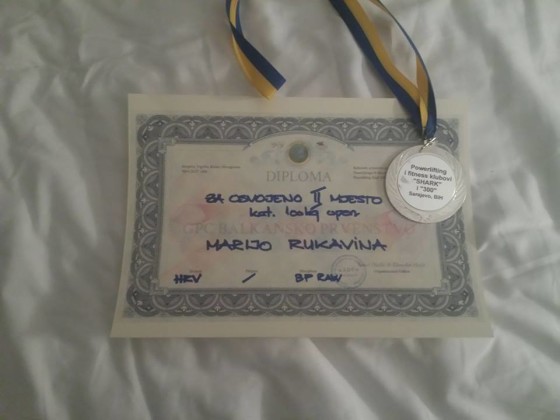 DIPLOMA
ZA OSVOJENO II MJESTO
kat. 100kg open
GPC BALKANSKO PRVENSTVO
MARIJO RUKAVINA
HRV / BP RAW
Powerlifting
i fitness klubovi
"SHARK"
i "300"
Sarajevo, BiH